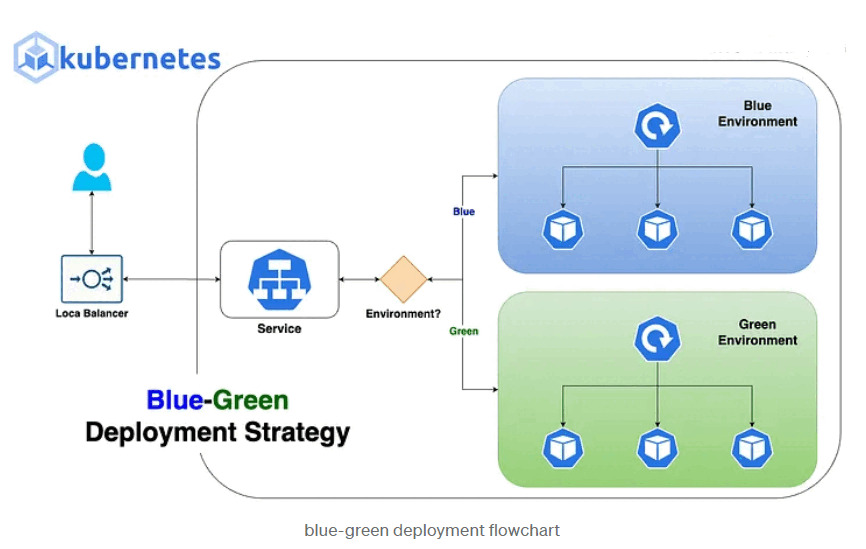 kubernetes
Blue
Environment
Blue
Loca Balancer
Service
Environment?
Green
Green
Environment
Blue-Green
Deployment Strategy
blue-green deployment flowchart